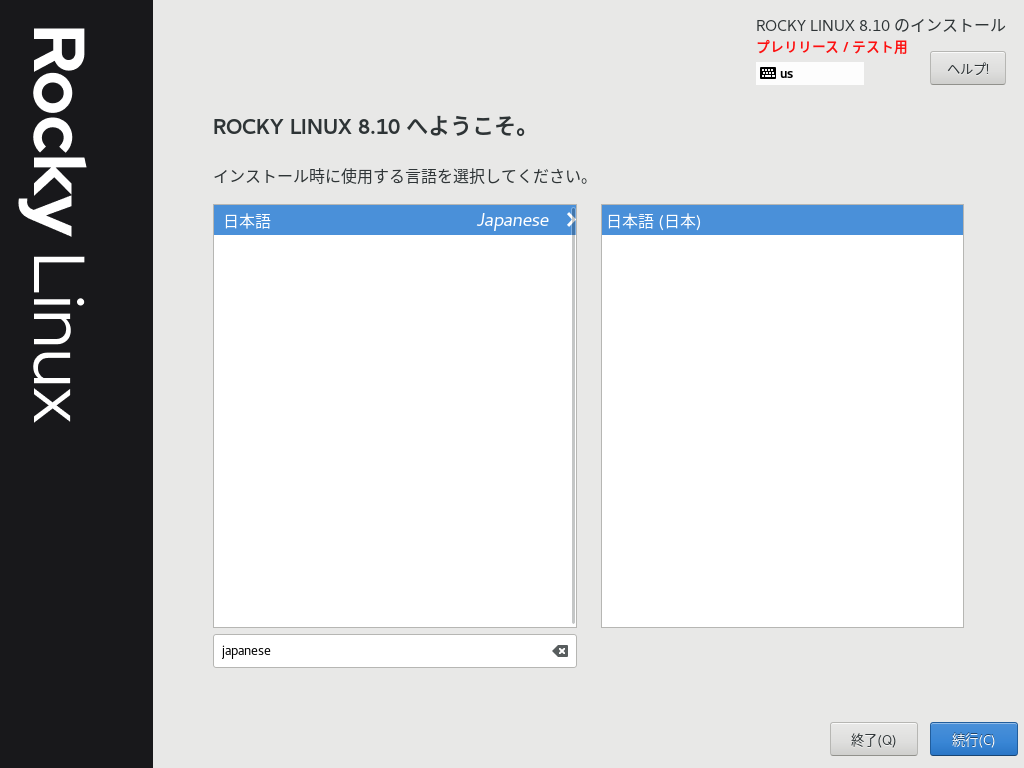 Rocky Linux
ROCKY LINUX 8.10 のインストール
プレリリース / テスト用
us
ヘルプ!
ROCKY LINUX 8.10 へようこそ。
インストール時に使用する言語を選択してください。
日本語 Japanese
日本語 (日本)
japanese
終了(Q)
続行(C)